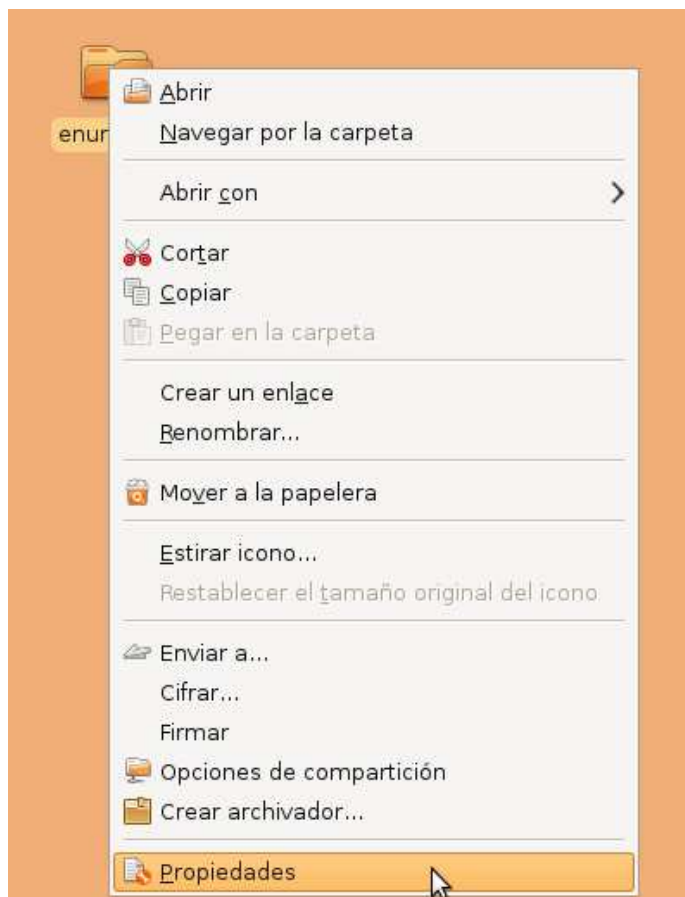 Abrir
enur
Navegar por la carpeta
Abrir con
Cortar
Copiar
Pegar en la carpeta
Crear un enlace
Renombrar...
Mover a la papelera
Estirar icono...
Restablecer el tamaño original del icono
Enviar a...
Cifrar...
Firmar
Opciones de compartición
Crear archivador...
Propiedades